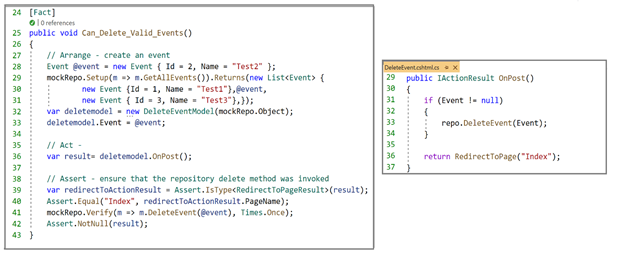 24 [Fact]
| 0 references
25 public void Can_Delete_Valid_Events()
26 {
27 // Arrange - create an event
28 Event @event = new Event { Id = 2, Name = "Test2" };
29 mockRepo.Setup(m => m.GetAllEvents()).Returns(new List<Event> {
30 new Event {Id = 1, Name = "Test1"},@event,
31 new Event { Id = 3, Name = "Test3"},});
32 var deletemodel = new DeleteEventModel(mockRepo.Object);
33 deletemodel.Event = @event;
34
35 // Act -
36 var result= deletemodel.OnPost();
37
38 // Assert - ensure that the repository delete method was invoked
39 var redirectToActionResult = Assert.IsType<RedirectToPageResult>(result);
40 Assert.Equal("Index", redirectToActionResult.PageName);
41 mockRepo.Verify(m => m.DeleteEvent(@event), Times.Once);
42 Assert.NotNull(result);
43 }
DeleteEvent.cshtml.cs
29 public IActionResult OnPost()
30 {
31 if (Event != null)
32 {
33 repo.DeleteEvent(Event);
34 }
35
36 return RedirectToPage("Index");
37 }